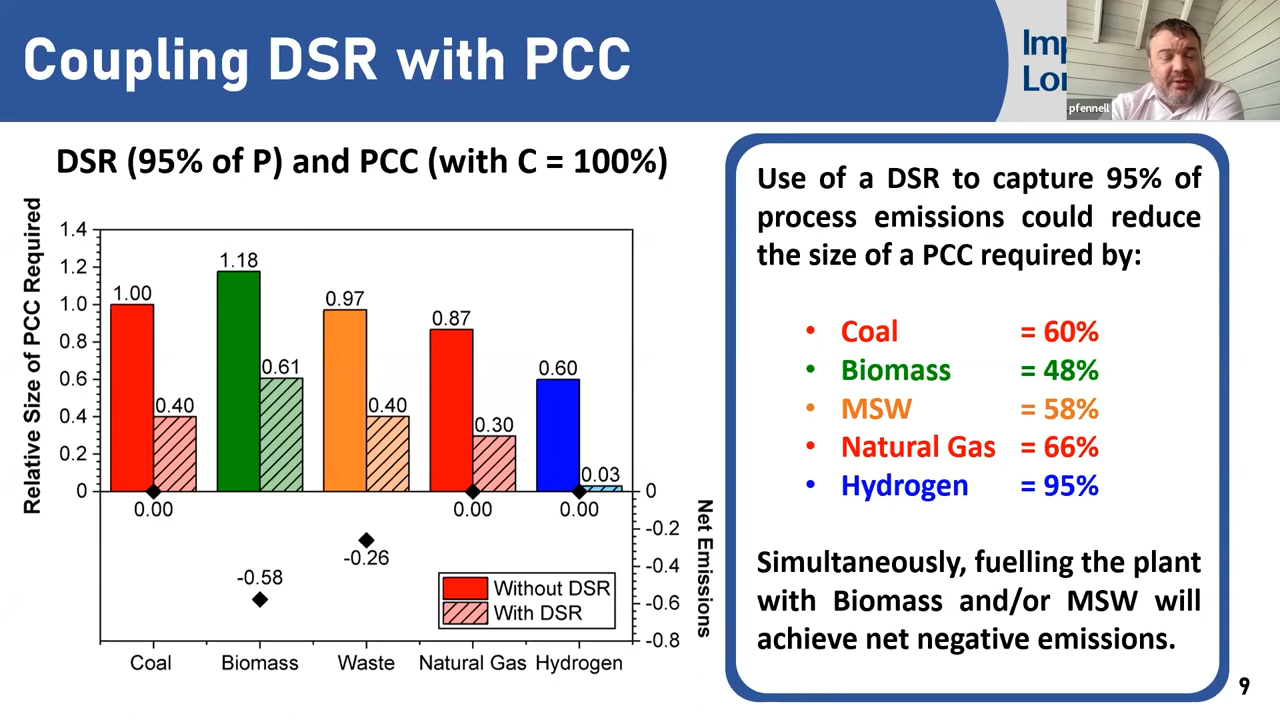 Coupling DSR with PCC
Imp
Lo
pfennell
DSR (95% of P) and PCC (with C = 100%)
Relative Size of PCC Required
1.4
1.2
1.0
0.8
0.6
0.4
0.2
0
1.00
0.40
1.18
0.61
0.97
0.40
0.87
0.30
0.60
0.03
0.00
-0.58
-0.26
0.00
0.00
0
-0.2
-0.4
-0.6
-0.8
Net Emissions
Without DSR
With DSR
Coal Biomass Waste Natural Gas Hydrogen
Use of a DSR to capture 95% of
process emissions could reduce
the size of a PCC required by:
• Coal = 60%
• Biomass = 48%
• MSW = 58%
• Natural Gas = 66%
• Hydrogen = 95%
Simultaneously, fuelling the plant
with Biomass and/or MSW will
achieve net negative emissions.
9